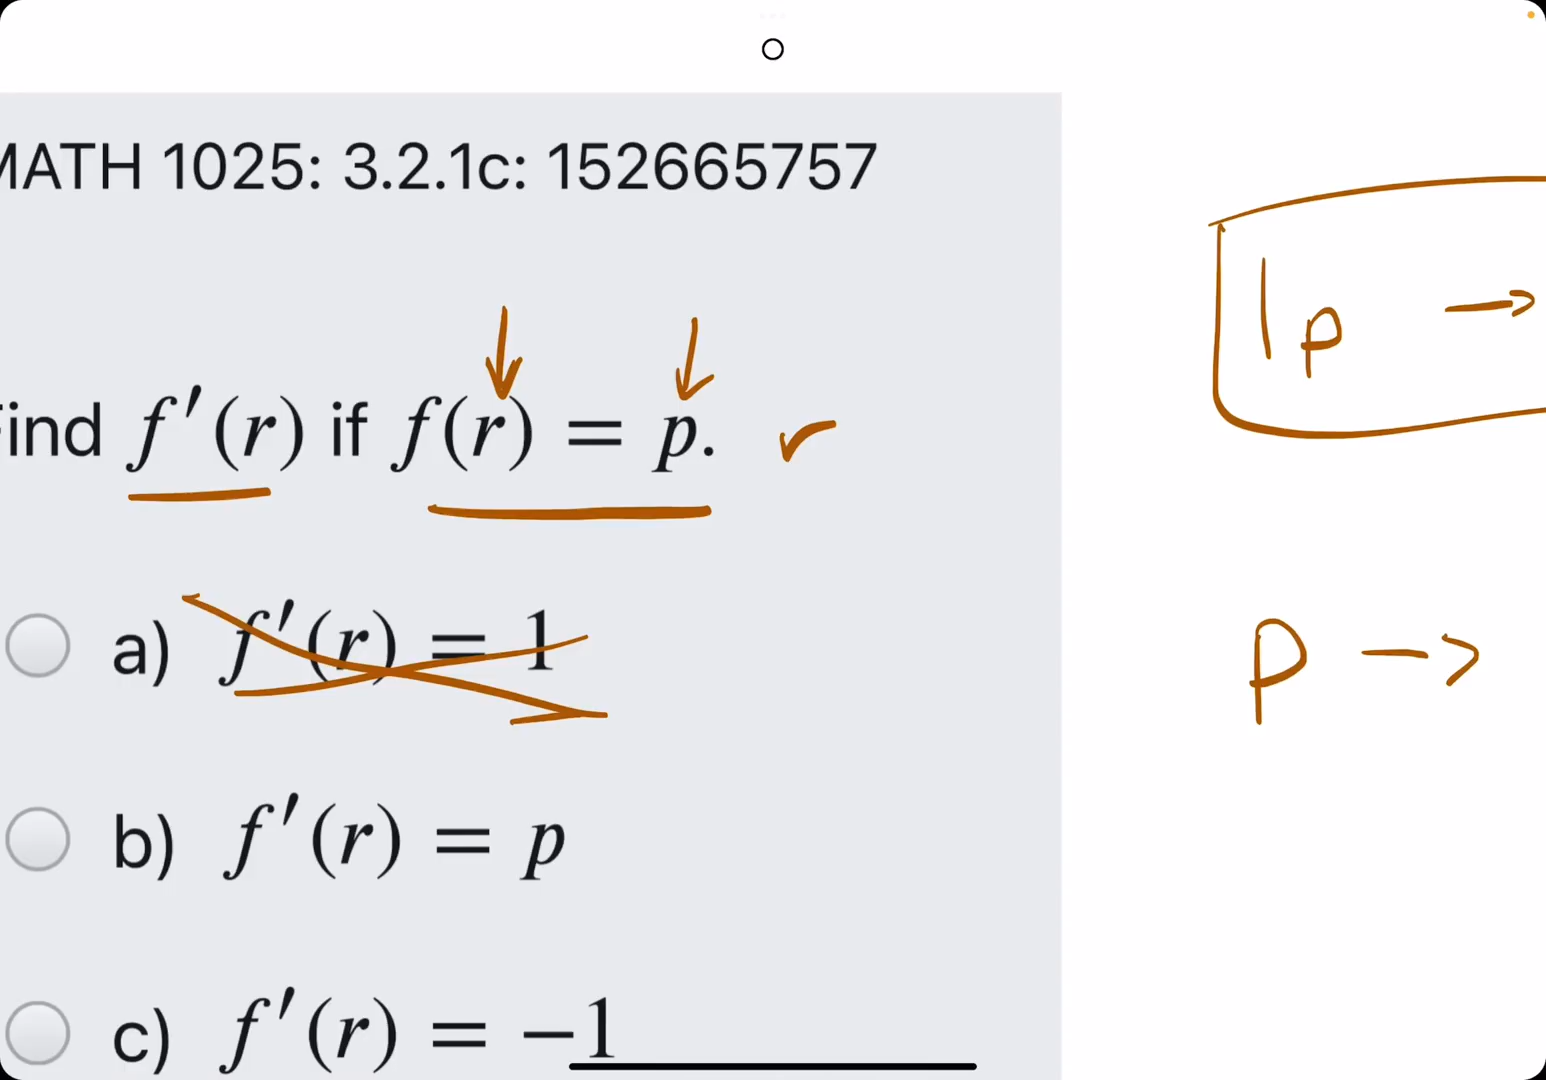 MATH 1025: 3.2.1c: 152665757
Find f′(r) if f(r) = p.
a) f′(r) = 1
b) f′(r) = p
c) f′(r) = −1
1p →
p →